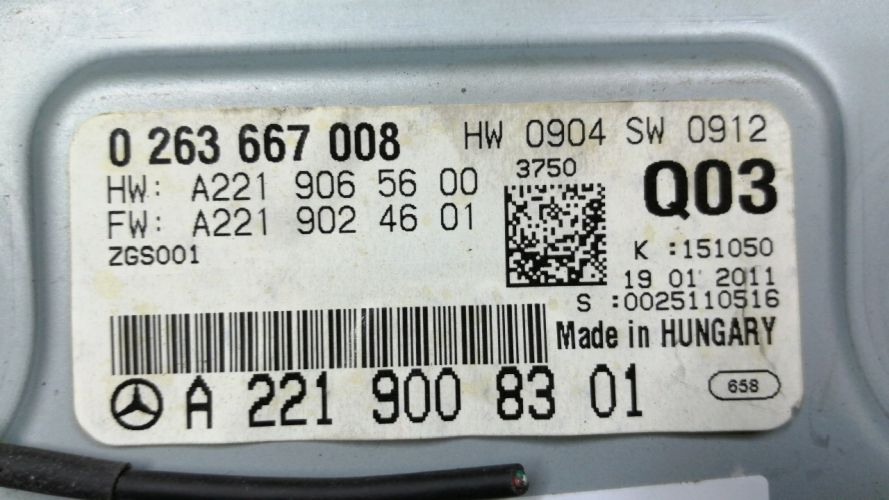 0 263 667 008 HW 0904 SW 0912
HW: A221 906 56 00
FW: A221 902 46 01
ZGS001
3750
Q03
K :151050
19 01 2011
S :0025110516
Made in HUNGARY
A 221 900 83 01
658